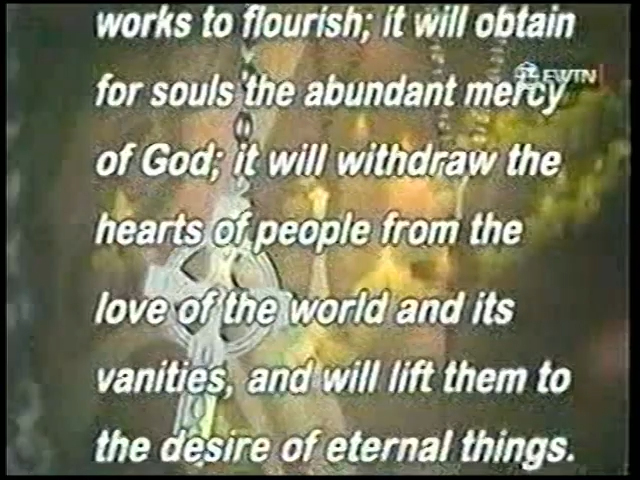 works to flourish; it will obtain
EWTN
for souls the abundant mercy
of God; it will withdraw the
hearts of people from the
love of the world and its
vanities, and will lift them to
the desire of eternal things.